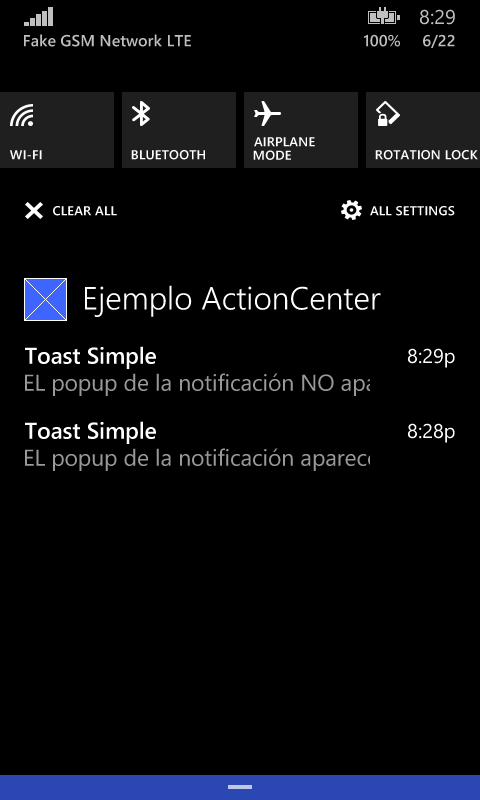 8:29
Fake GSM Network LTE 100% 6/22
WI-FI
BLUETOOTH
AIRPLANE
MODE
ROTATION LOCK
CLEAR ALL
ALL SETTINGS
Ejemplo ActionCenter
Toast Simple 8:29p
EL popup de la notificación NO apa
Toast Simple 8:28p
EL popup de la notificación aparec